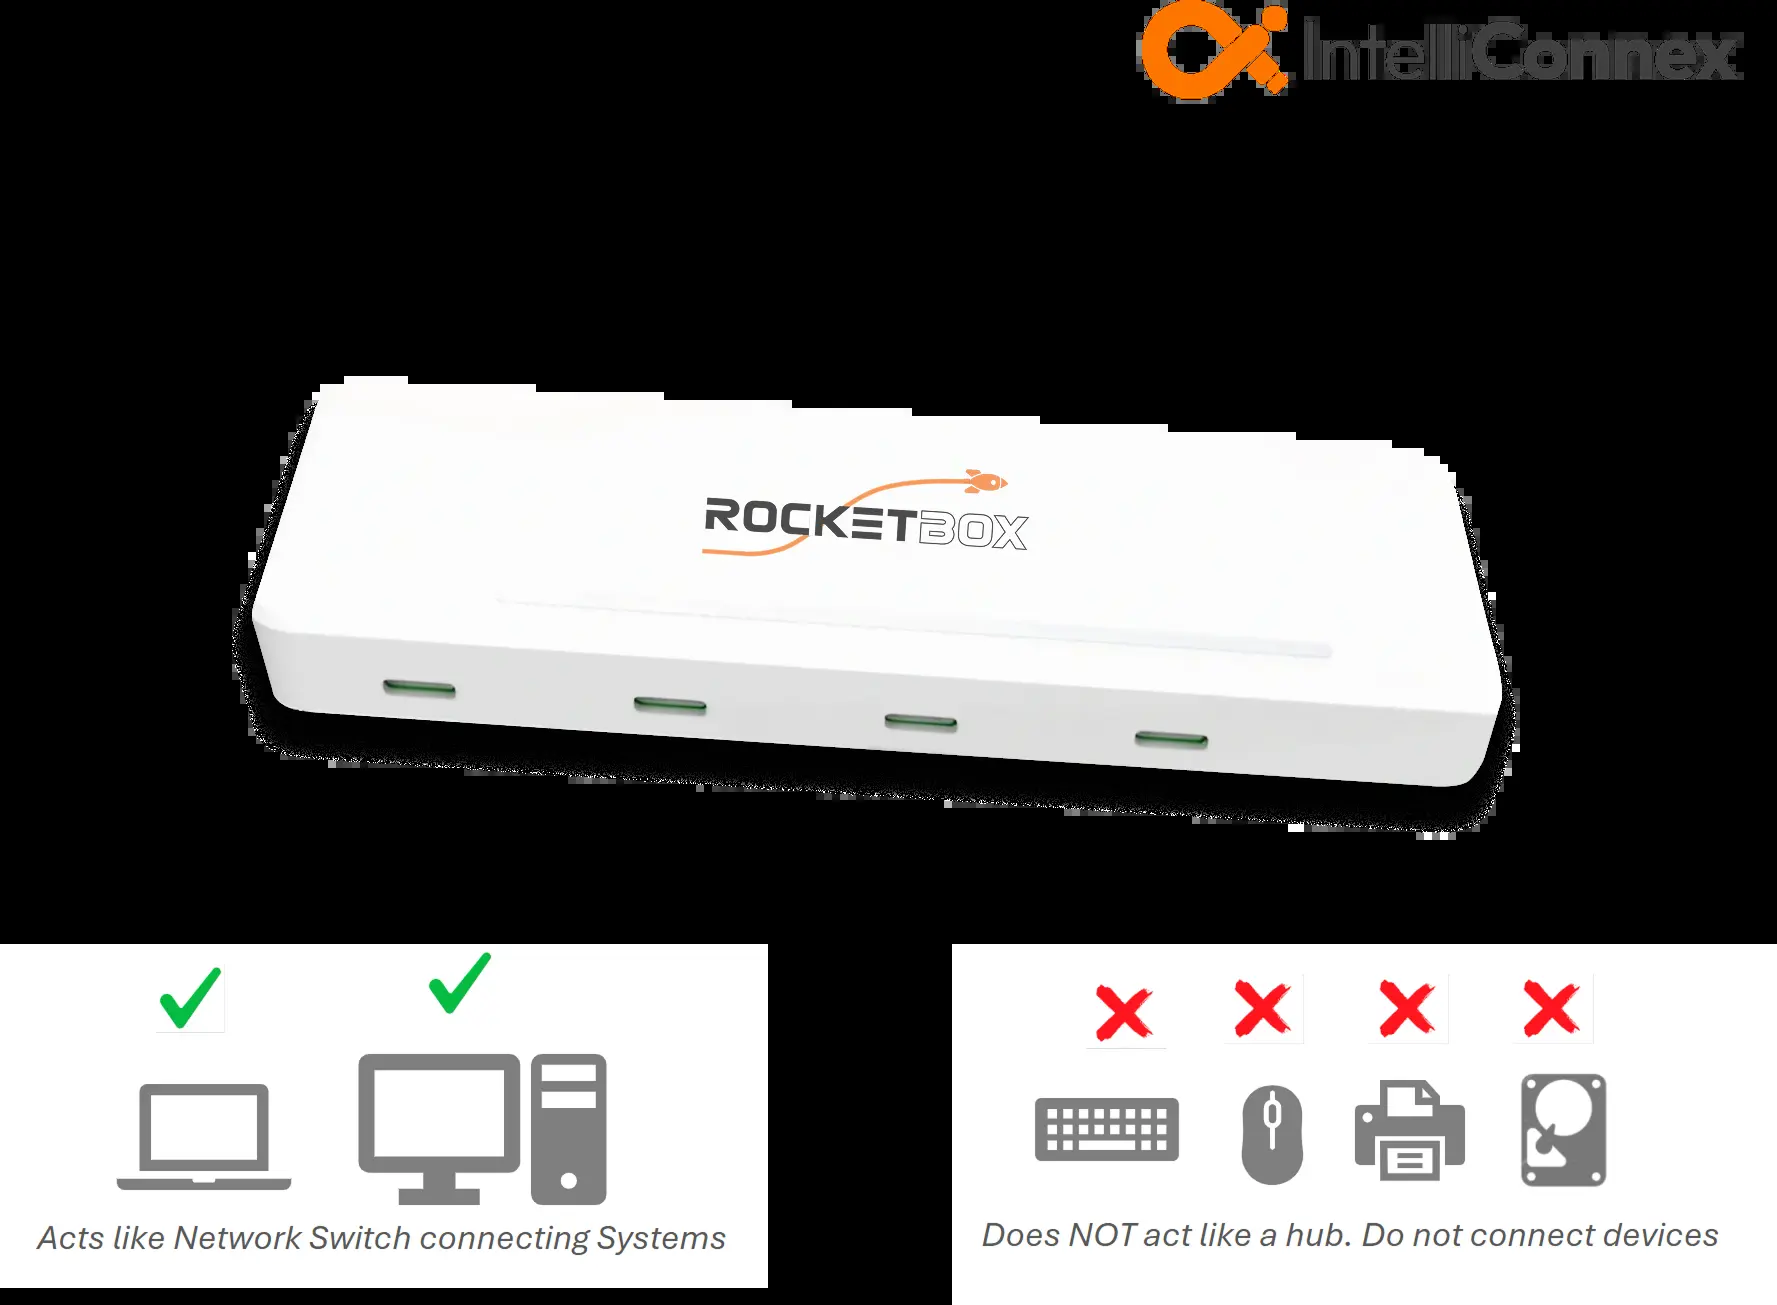 IntelliConnex
ROCKETBOX
Acts like Network Switch connecting Systems
Does NOT act like a hub. Do not connect devices